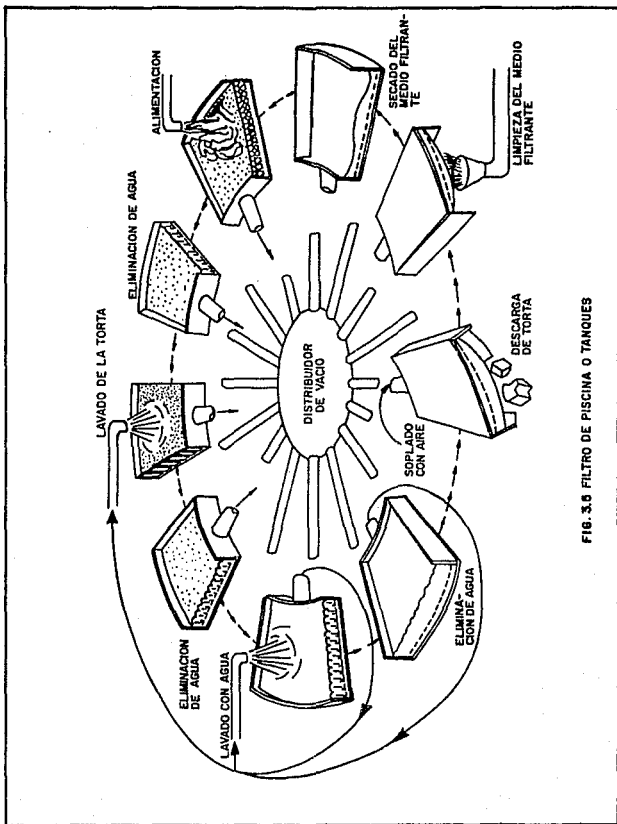 ALIMENTACION
ELIMINACION DE AGUA
LAVADO DE LA TORTA
ELIMINACION
DE AGUA
LAVADO CON AGUA
ELIMINA-
CION DE AGUA
SOPLADO
CON AIRE
DESCARGA
DE TORTA
LIMPIEZA DEL MEDIO
FILTRANTE
SECADO DEL
MEDIO FILTRAN-
TE
DISTRIBUIDOR
DE VACIO
FIG. 3.5 FILTRO DE PISCINA O TANQUES